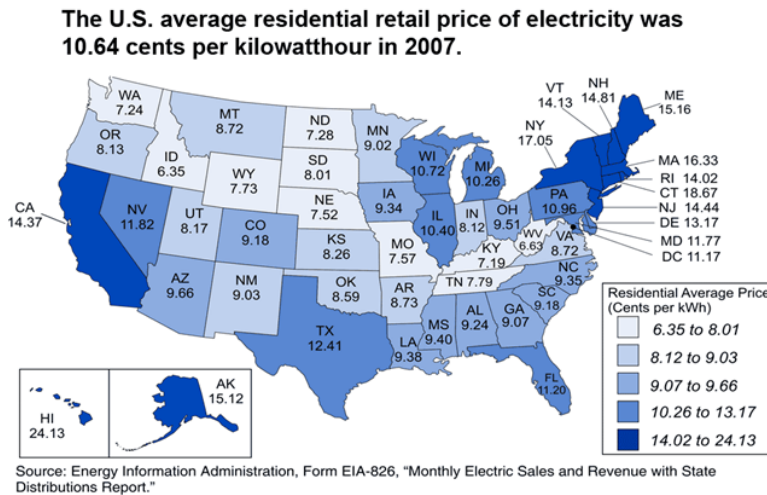 The U.S. average residential retail price of electricity was
10.64 cents per kilowatthour in 2007.
WA
7.24
OR
8.13
CA
14.37
ID
6.35
NV
11.82
MT
8.72
WY
7.73
UT
8.17
AZ
9.66
CO
9.18
NM
9.03
ND
7.28
SD
8.01
NE
7.52
KS
8.26
OK
8.59
TX
12.41
MN
9.02
IA
9.34
MO
7.57
AR
8.73
LA
9.38
WI
10.72
IL
10.40
MI
10.26
IN
8.12
OH
9.51
KY
7.19
TN 7.79
MS
9.40
AL
9.24
GA
9.07
FL
11.20
SC
9.18
NC
9.35
VA
8.72
WV
6.63
PA
10.96
NY
17.05
VT
14.13
NH
14.81
ME
15.16
MA 16.33
RI 14.02
CT 18.67
NJ 14.44
DE 13.17
MD 11.77
DC 11.17
HI
24.13
AK
15.12
Residential Average Price
(Cents per kWh)
6.35 to 8.01
8.12 to 9.03
9.07 to 9.66
10.26 to 13.17
14.02 to 24.13
Source: Energy Information Administration, Form EIA-826, “Monthly Electric Sales and Revenue with State
Distributions Report.”